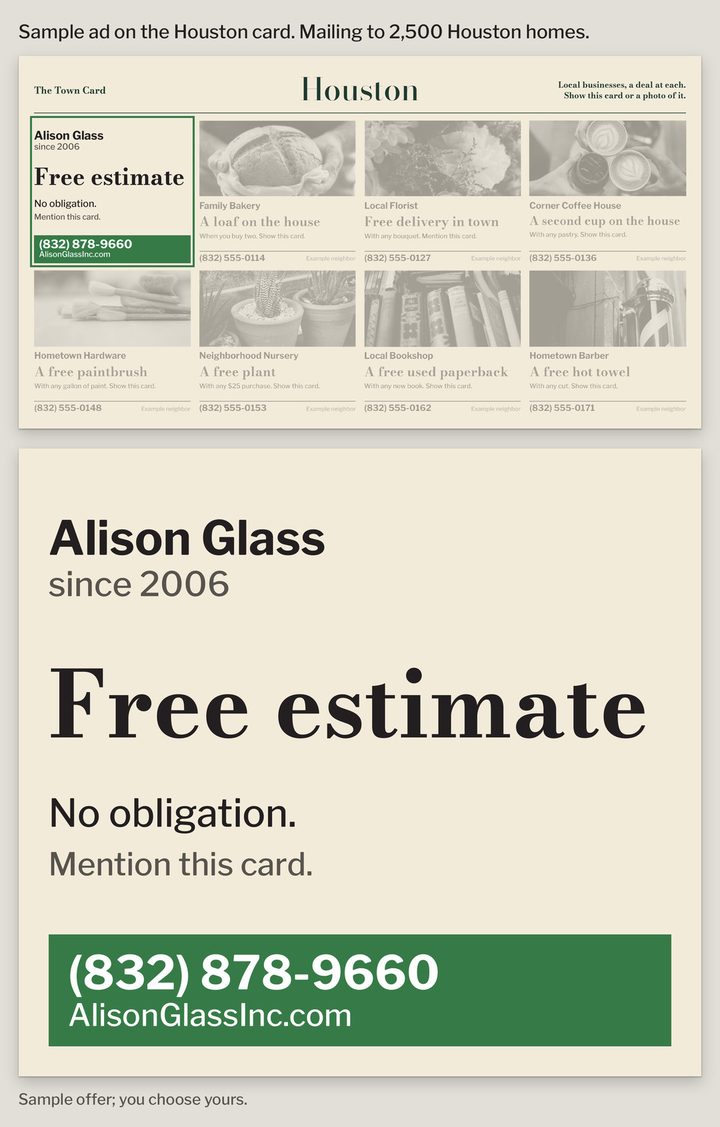 Sample ad on the Houston card. Mailing to 2,500 Houston homes.
The Town Card
Houston
Local businesses, a deal at each.
Show this card or a photo of it.
Alison Glass
since 2006
Free estimate
No obligation.
Mention this card.
(832) 878-9660
AlisonGlassInc.com
Family Bakery
A loaf on the house
When you buy two. Show this card.
(832) 555-0114
Example neighbor
Local Florist
Free delivery in town
With any bouquet. Mention this card.
(832) 555-0127
Example neighbor
Corner Coffee House
A second cup on the house
With any pastry. Show this card.
(832) 555-0136
Example neighbor
Hometown Hardware
A free paintbrush
With any gallon of paint. Show this card.
(832) 555-0148
Example neighbor
Neighborhood Nursery
A free plant
With any $25 purchase. Show this card.
(832) 555-0153
Example neighbor
Local Bookshop
A free used paperback
With any new book. Show this card.
(832) 555-0162
Example neighbor
Hometown Barber
A free hot towel
With any cut. Show this card.
(832) 555-0171
Example neighbor
Alison Glass
since 2006
Free estimate
No obligation.
Mention this card.
(832) 878-9660
AlisonGlassInc.com
Sample offer; you choose yours.